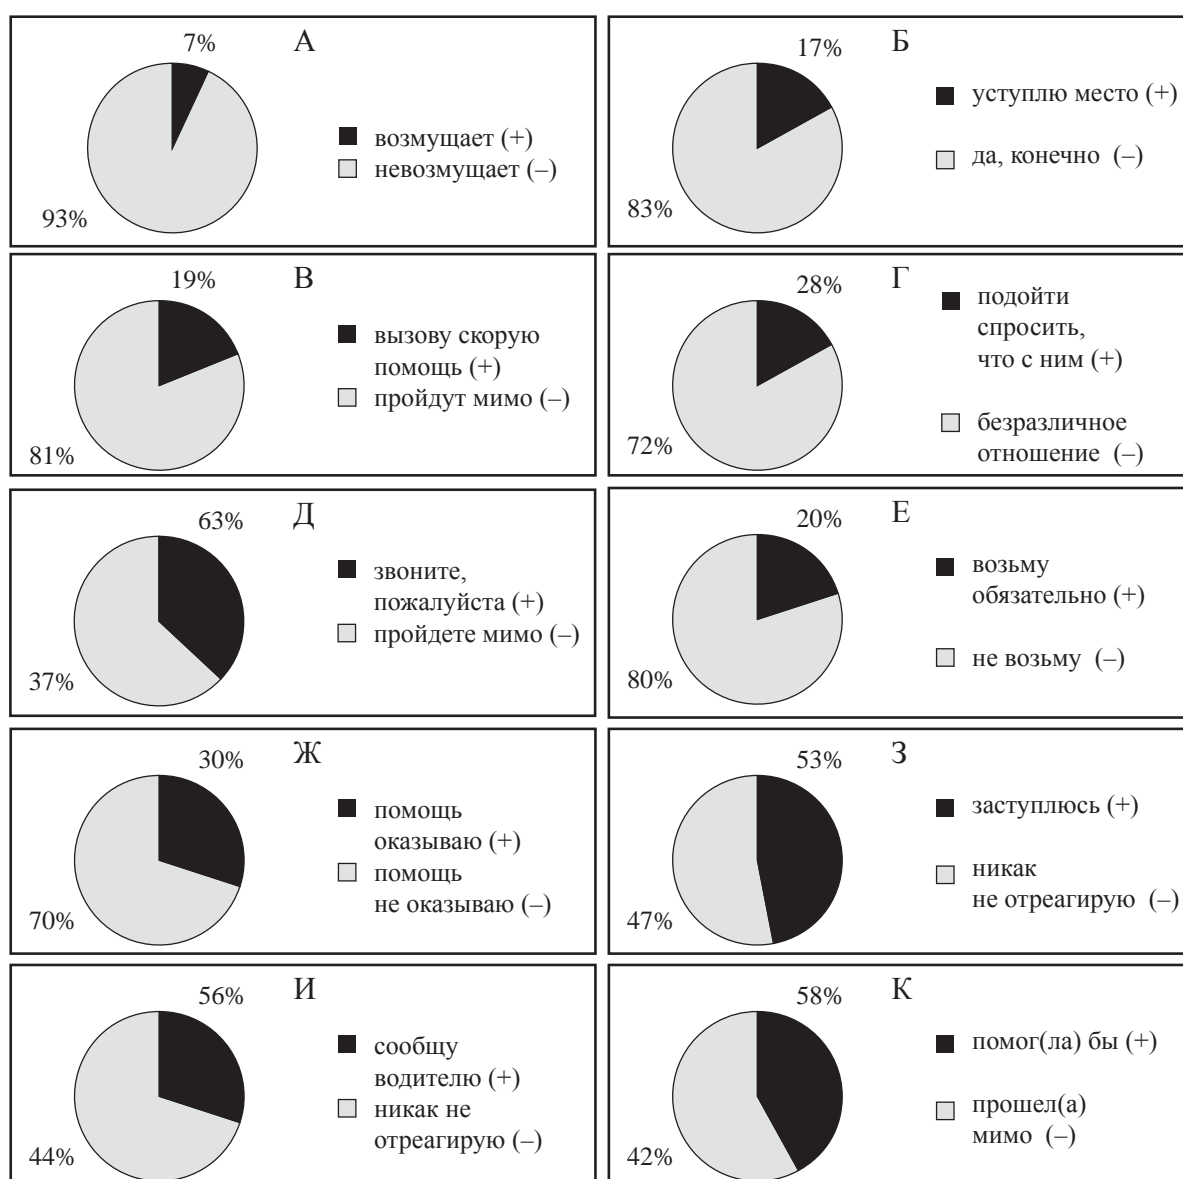 7%
А
возмущает (+)
невозмущает (–)
93%
17%
Б
уступлю место (+)
да, конечно (–)
83%
19%
В
вызову скорую
помощь (+)
пройдут мимо (–)
81%
28%
Г
подойти
спросить,
что с ним (+)
безразличное
отношение (–)
72%
63%
Д
звоните,
пожалуйста (+)
пройдете мимо (–)
37%
20%
Е
возьму
обязательно (+)
не возьму (–)
80%
30%
Ж
помощь
оказываю (+)
помощь
не оказываю (–)
70%
53%
З
заступлюсь (+)
никак
не отреагирую (–)
47%
56%
И
сообщу
водителю (+)
никак не
отреагирую (–)
44%
58%
К
помог(ла) бы (+)
прошел(а)
мимо (–)
42%